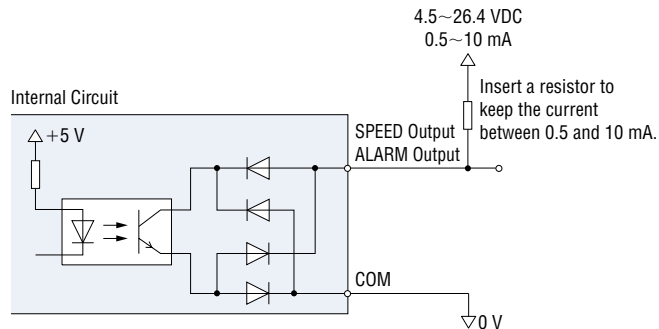 4.5～26.4 VDC
0.5～10 mA
Insert a resistor to
keep the current
between 0.5 and 10 mA.
Internal Circuit
+5 V
SPEED Output
ALARM Output
COM
0 V